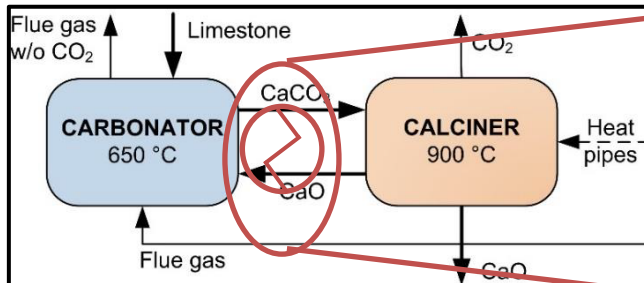 Flue gas
w/o CO₂
Limestone
CO₂
CaCO₃
CARBONATOR
650 °C
CALCINER
900 °C
Heat
pipes
CaO
Flue gas
CaO